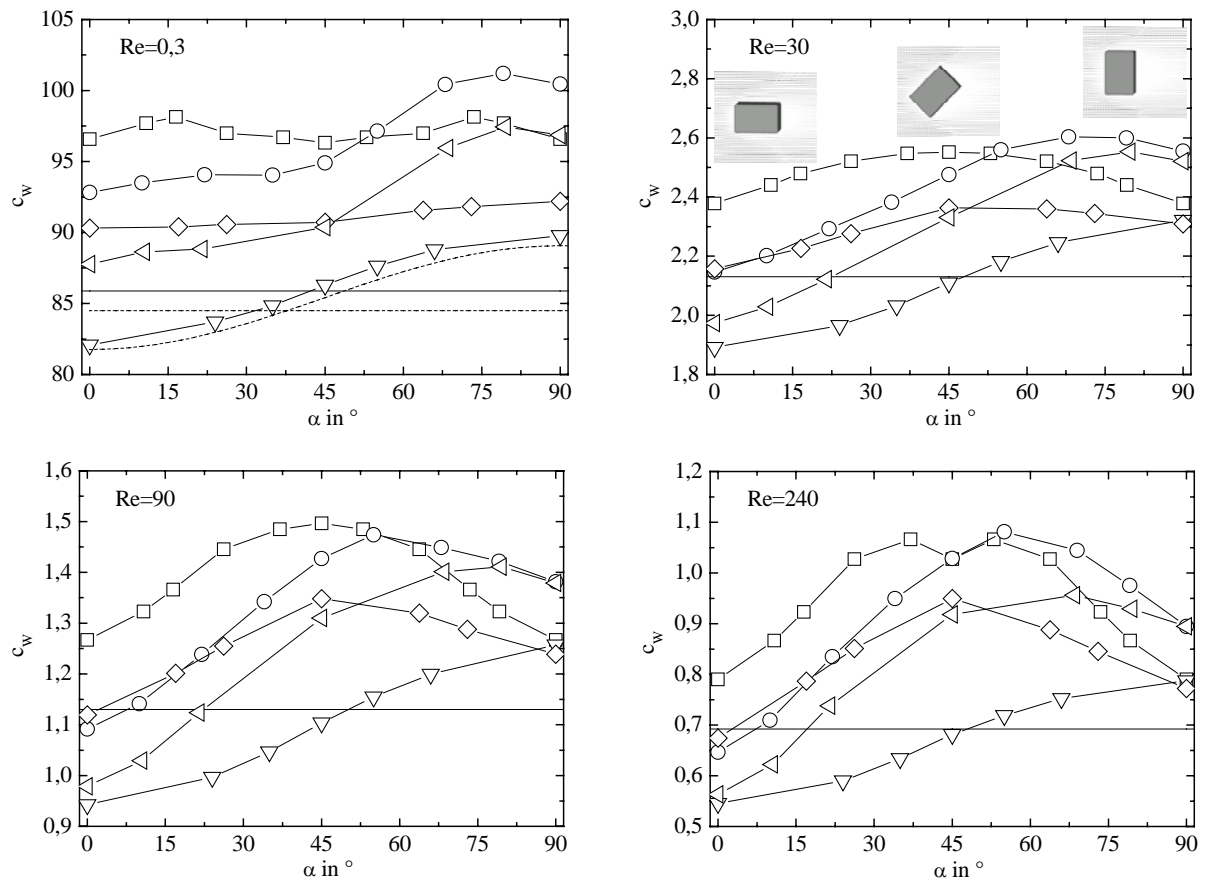 Re=0,3
105
100
95
90
85
80
c_w
0 15 30 45 60 75 90
α in °
Re=30
3,0
2,8
2,6
2,4
2,2
2,0
1,8
c_w
0 15 30 45 60 75 90
α in °
Re=90
1,6
1,5
1,4
1,3
1,2
1,1
1,0
0,9
c_w
0 15 30 45 60 75 90
α in °
Re=240
1,2
1,1
1,0
0,9
0,8
0,7
0,6
0,5
c_w
0 15 30 45 60 75 90
α in °